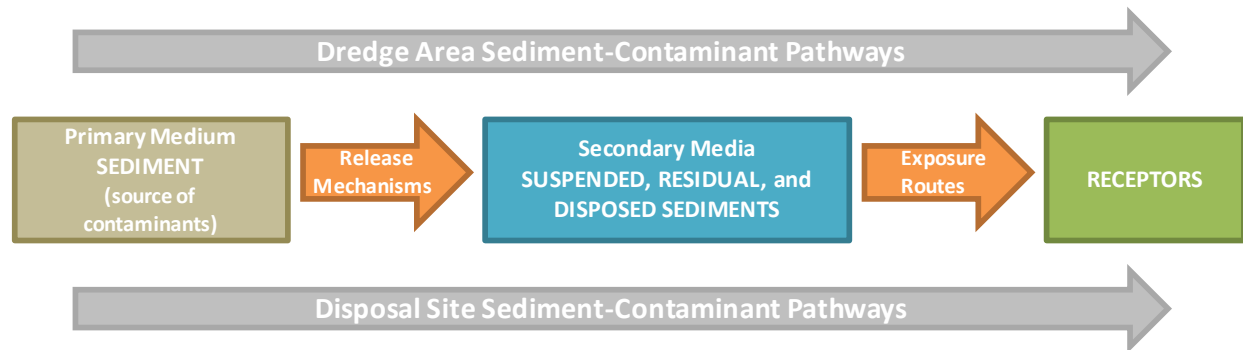 Dredge Area Sediment-Contaminant Pathways
Primary Medium
SEDIMENT
(source of
contaminants)
Release
Mechanisms
Secondary Media
SUSPENDED, RESIDUAL, and
DISPOSED SEDIMENTS
Exposure
Routes
RECEPTORS
Disposal Site Sediment-Contaminant Pathways